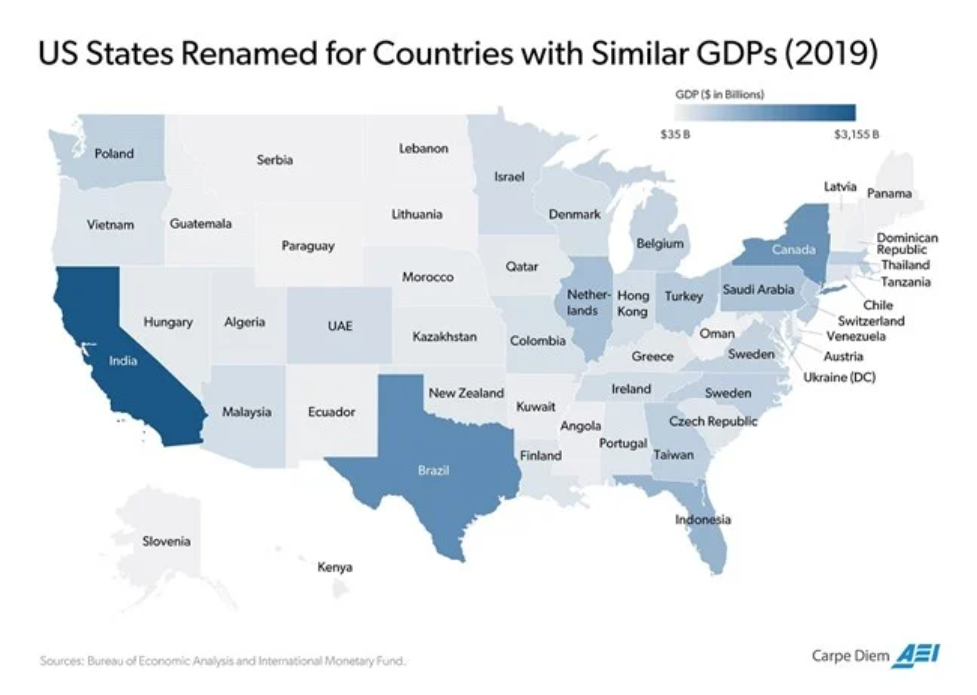 US States Renamed for Countries with Similar GDPs (2019)
GDP ($ in Billions)
$35 B
$3,155 B
Poland
Serbia
Lebanon
Israel
Latvia
Panama
Vietnam
Guatemala
Lithuania
Denmark
Paraguay
Belgium
Canada
Dominican
Republic
Thailand
Tanzania
Morocco
Qatar
Saudi Arabia
Nether-
lands
Hong
Kong
Turkey
Chile
Switzerland
Venezuela
Austria
Ukraine (DC)
Hungary
Algeria
UAE
Kazakhstan
Colombia
Oman
Sweden
Greece
India
Malaysia
Ecuador
New Zealand
Kuwait
Ireland
Sweden
Czech Republic
Angola
Portugal
Taiwan
Finland
Brazil
Indonesia
Slovenia
Kenya
Sources: Bureau of Economic Analysis and International Monetary Fund.
Carpe Diem AEI